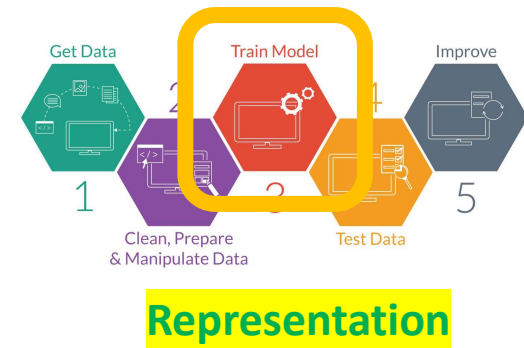 Get Data
Train Model
Improve
2
4
</>
</>
1
3
5
Clean, Prepare
& Manipulate Data
Test Data
Representation